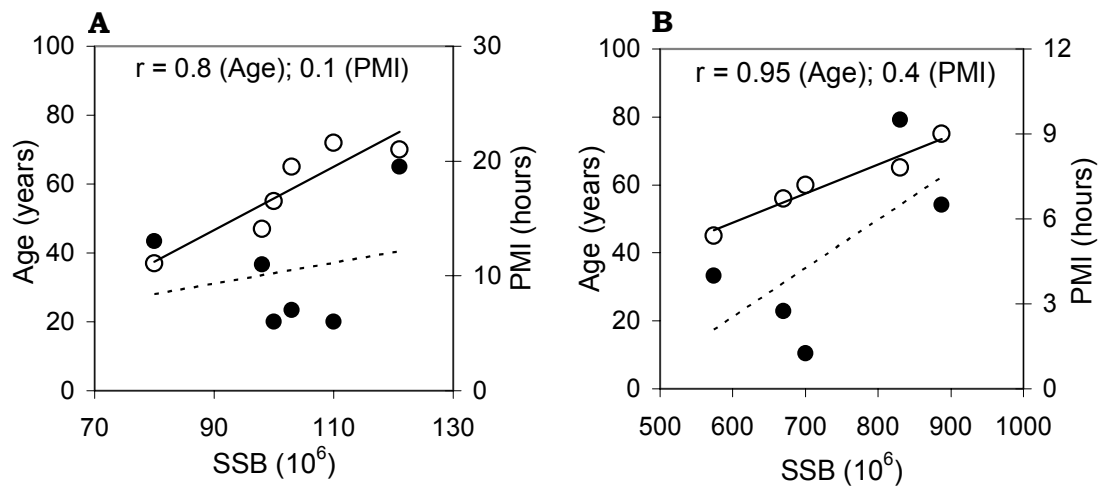 A
r = 0.8 (Age); 0.1 (PMI)
Age (years)
100
80
60
40
20
0
PMI (hours)
30
20
10
0
70 90 110 130
SSB (10⁶)
B
r = 0.95 (Age); 0.4 (PMI)
Age (years)
100
80
60
40
20
0
PMI (hours)
12
9
6
3
0
500 600 700 800 900 1000
SSB (10⁶)